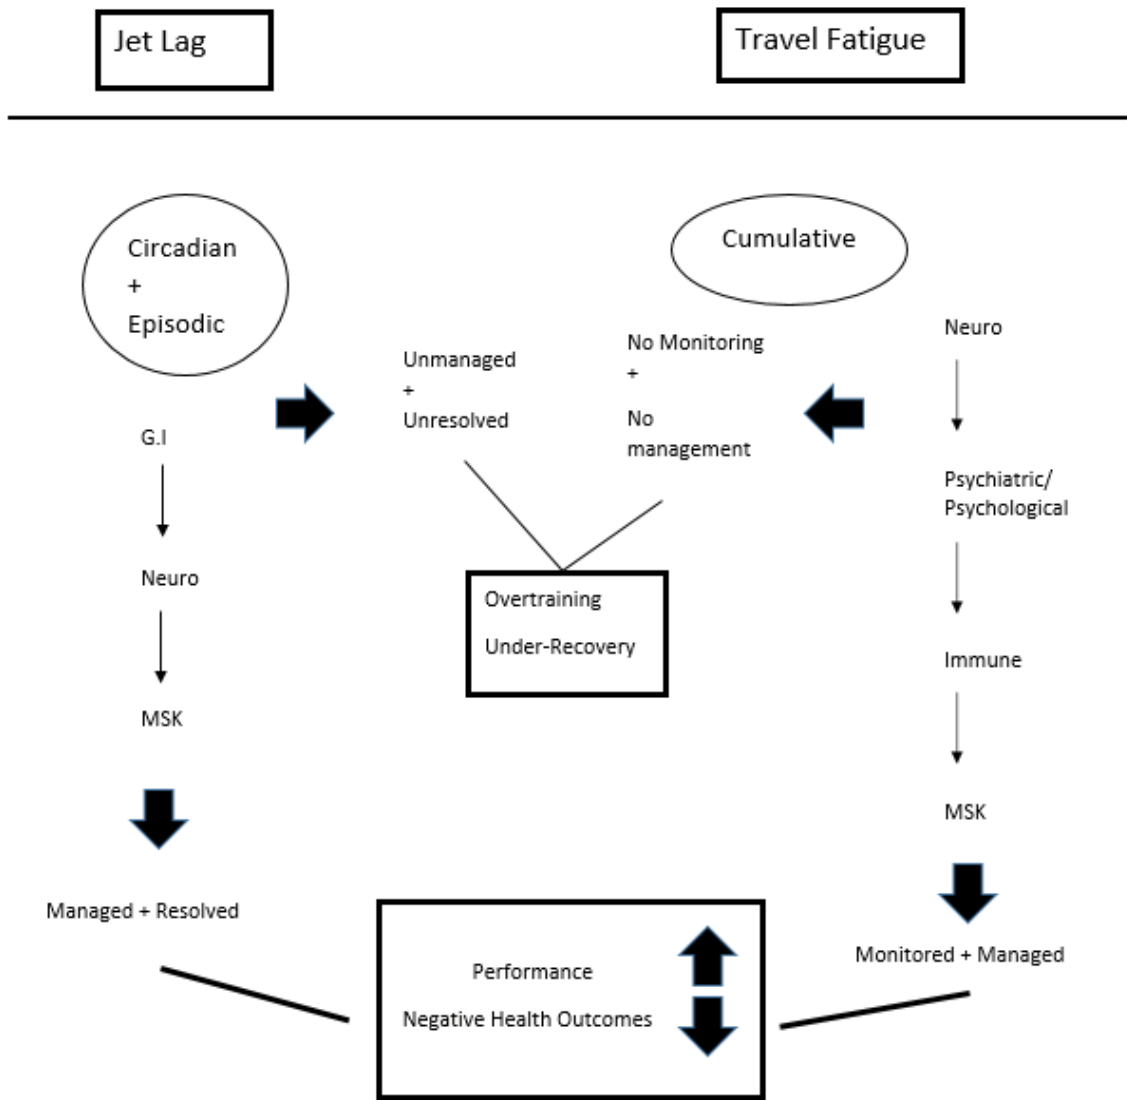 Jet Lag
Travel Fatigue
Circadian
+
Episodic
Cumulative
Unmanaged
+
Unresolved
No Monitoring
+
No
management
G.I
Neuro
MSK
Neuro
Psychiatric/
Psychological
Immune
MSK
Overtraining
Under-Recovery
Managed + Resolved
Monitored + Managed
Performance
Negative Health Outcomes